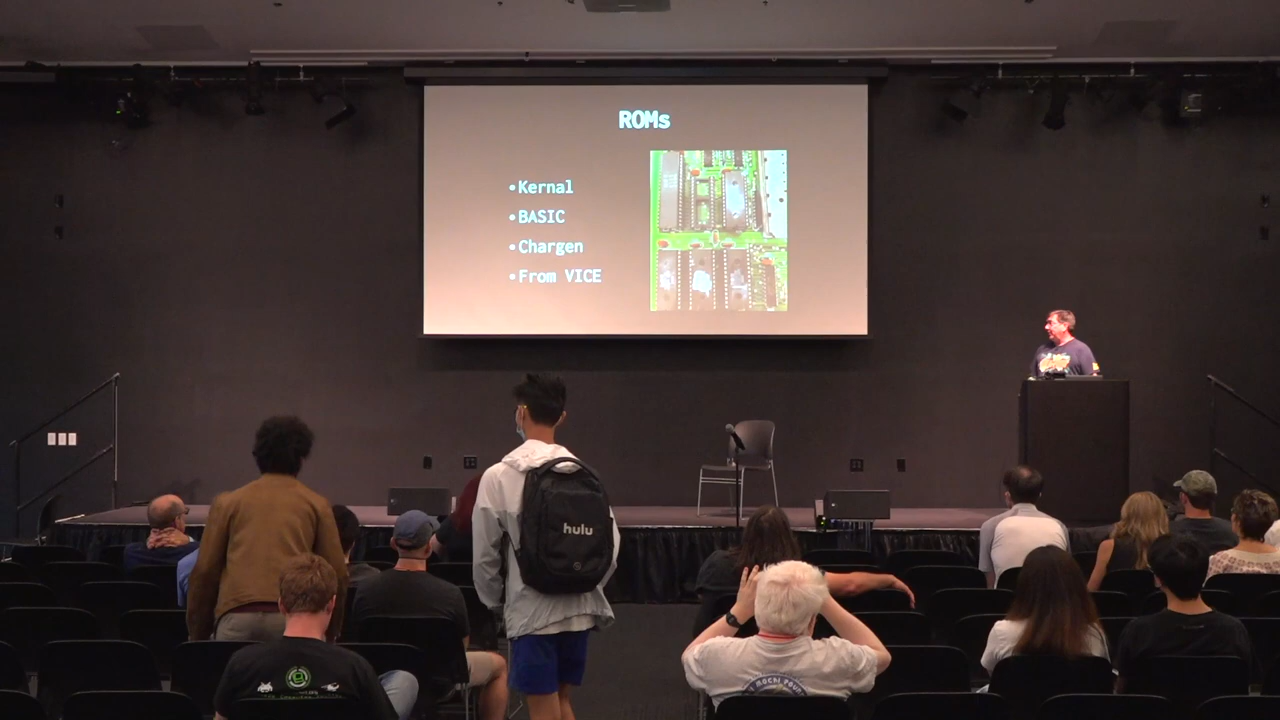 ROMs
•Kernal
•BASIC
•Chargen
•From VICE
hulu